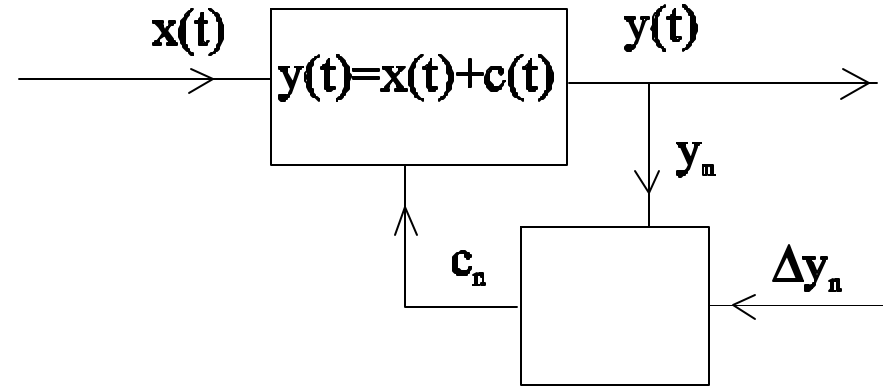 x(t)
y(t)
y(t)=x(t)+c(t)
yₙ
cₙ
Δyₙ